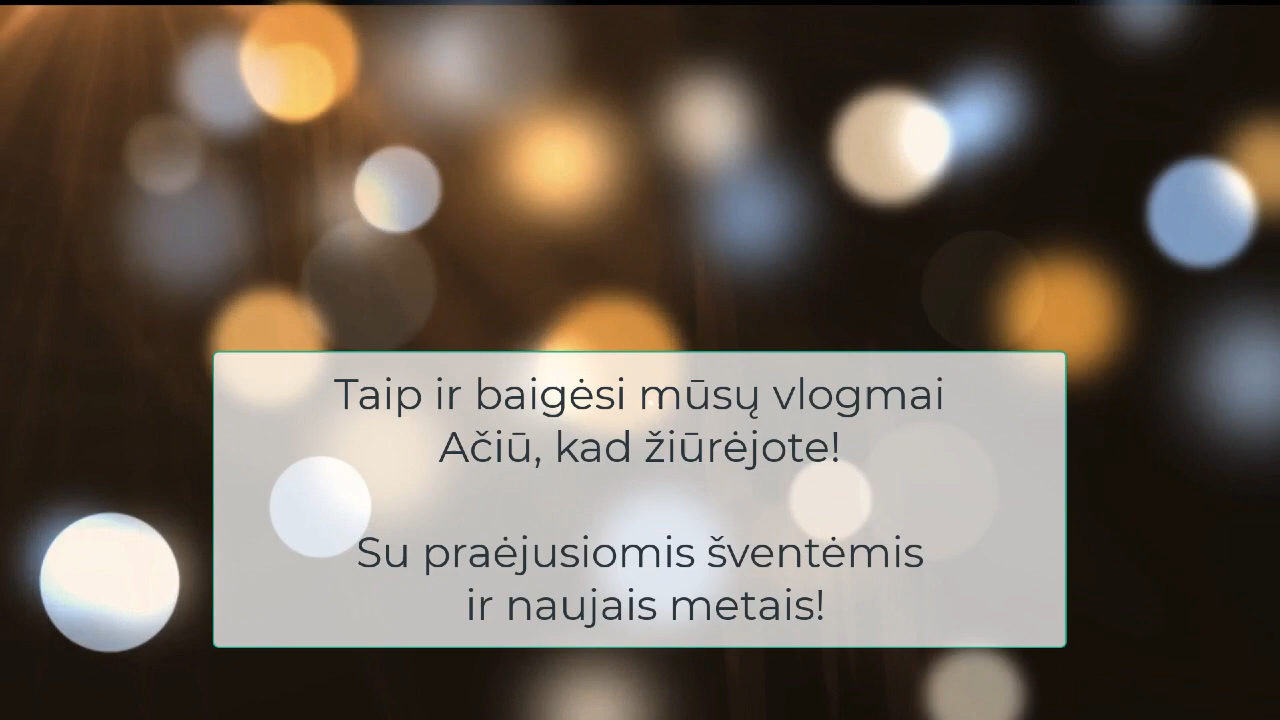 Taip ir baigėsi mūsų vlogmai
Ačiū, kad žiūrėjote!
Su praėjusiomis šventėmis
ir naujais metais!